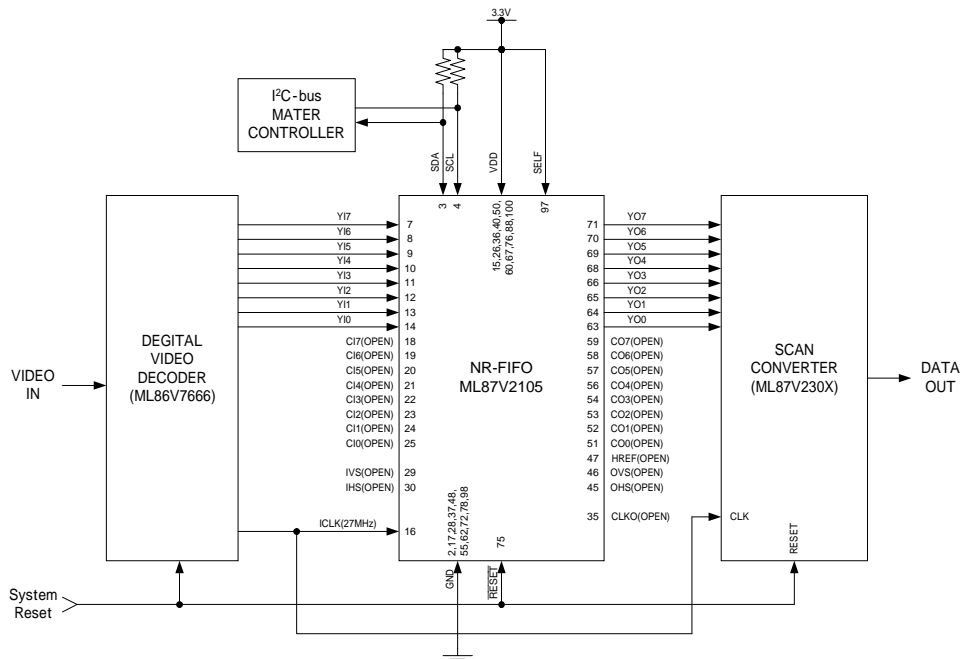 3.3V
I²C-bus
MATER
CONTROLLER
SDA
SCL
VDD
SELF
3
4
15,26,36,40,50,
60,67,76,88,100
97
YI7
YI6
YI5
YI4
YI3
YI2
YI1
YI0
7
8
9
10
11
12
13
14
CI7(OPEN) 18
CI6(OPEN) 19
CI5(OPEN) 20
CI4(OPEN) 21
CI3(OPEN) 22
CI2(OPEN) 23
CI1(OPEN) 24
CI0(OPEN) 25
IVS(OPEN) 29
IHS(OPEN) 30
ICLK(27MHz) 16
VIDEO
IN
DEGITAL
VIDEO
DECODER
(ML86V7666)
NR-FIFO
ML87V2105
71 YO7
70 YO6
69 YO5
68 YO4
66 YO3
65 YO2
64 YO1
63 YO0
59 CO7(OPEN)
58 CO6(OPEN)
57 CO5(OPEN)
56 CO4(OPEN)
54 CO3(OPEN)
53 CO2(OPEN)
52 CO1(OPEN)
51 CO0(OPEN)
47 HREF(OPEN)
46 OVS(OPEN)
45 OHS(OPEN)
35 CLKO(OPEN)
SCAN
CONVERTER
(ML87V230X)
DATA
OUT
CLK
RESET
2,17,28,37,48,
55,62,72,78,98
75
GND
RESET
System
Reset